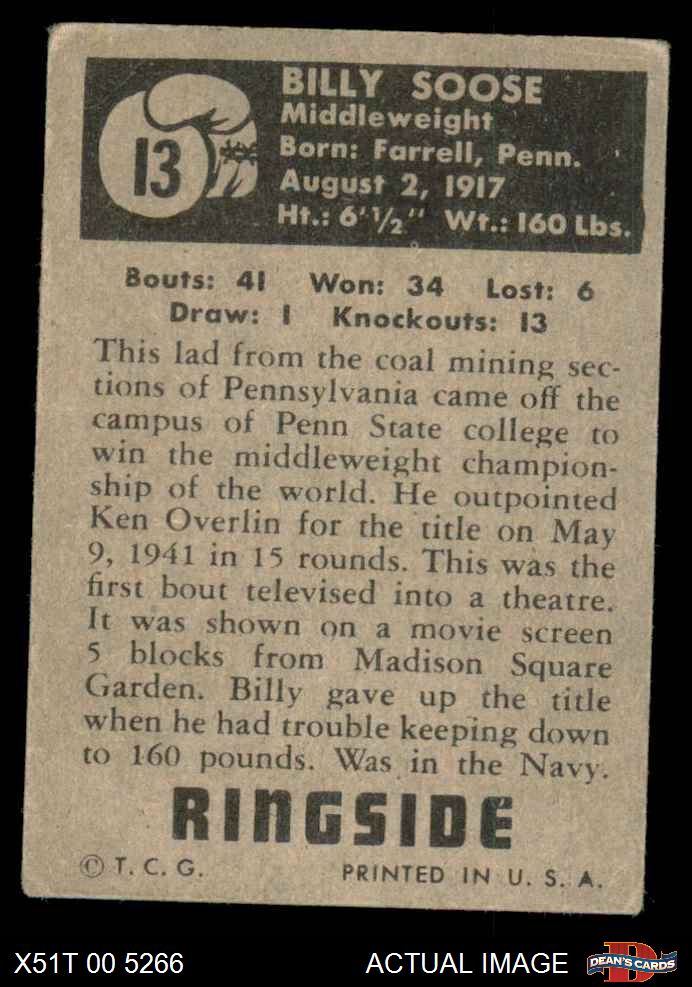 13
BILLY SOOSE
Middleweight
Born: Farrell, Penn.
August 2, 1917
Ht.: 6' 1/2" Wt.: 160 Lbs.
Bouts: 41 Won: 34 Lost: 6
Draw: 1 Knockouts: 13
This lad from the coal mining sec-
tions of Pennsylvania came off the
campus of Penn State college to
win the middleweight champion-
ship of the world. He outpointed
Ken Overlin for the title on May
9, 1941 in 15 rounds. This was the
first bout televised into a theatre.
It was shown on a movie screen
5 blocks from Madison Square
Garden. Billy gave up the title
when he had trouble keeping down
to 160 pounds. Was in the Navy.
RINGSIDE
© T. C. G. PRINTED IN U. S. A.
X51T 00 5266 ACTUAL IMAGE DEAN'S CARDS